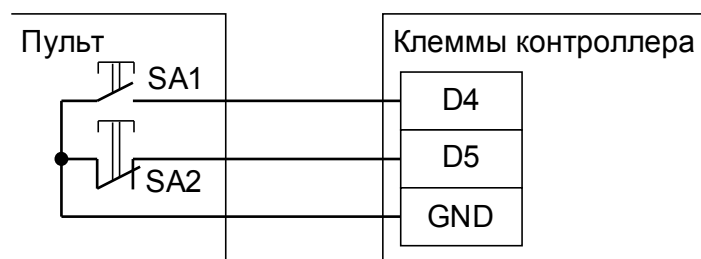 Пульт
Клеммы контроллера
SA1
D4
D5
SA2
GND